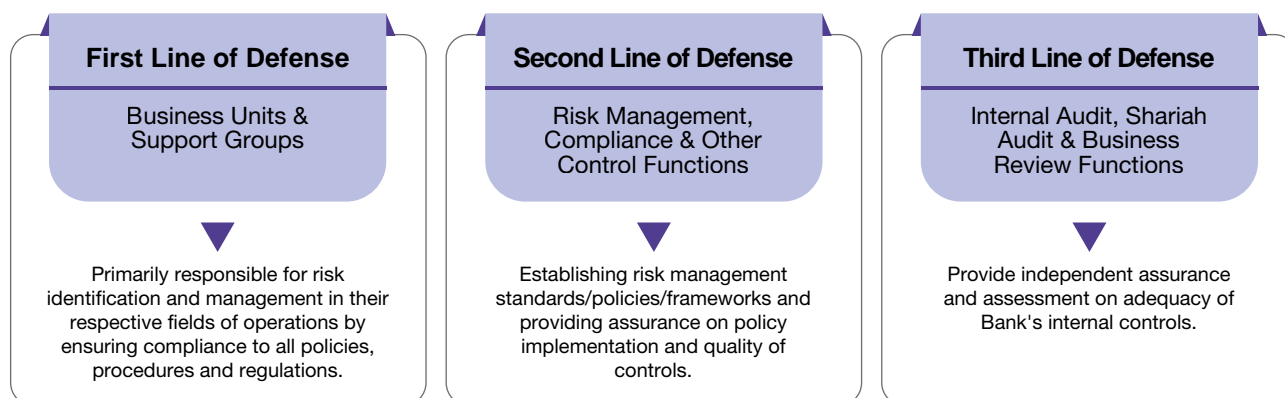 First Line of Defense
Business Units &
Support Groups
Primarily responsible for risk
identification and management in their
respective fields of operations by
ensuring compliance to all policies,
procedures and regulations.
Second Line of Defense
Risk Management,
Compliance & Other
Control Functions
Establishing risk management
standards/policies/frameworks and
providing assurance on policy
implementation and quality of
controls.
Third Line of Defense
Internal Audit, Shariah
Audit & Business
Review Functions
Provide independent assurance
and assessment on adequacy of
Bank's internal controls.